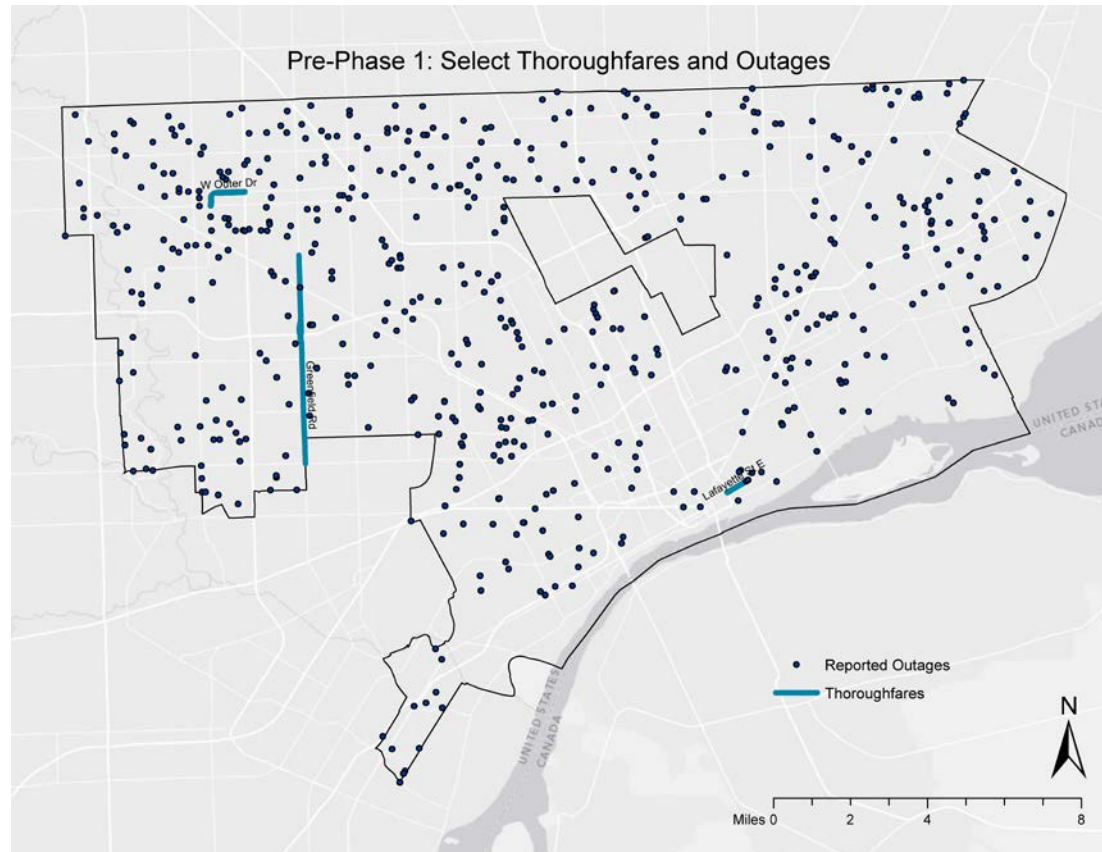 Pre-Phase 1: Select Thoroughfares and Outages
W Outer Dr
Greenfield Rd
Lafayette St E
UNITED STATES
CANADA
UNITED STATES
CANADA
Reported Outages
Thoroughfares
N
Miles 0 2 4 8